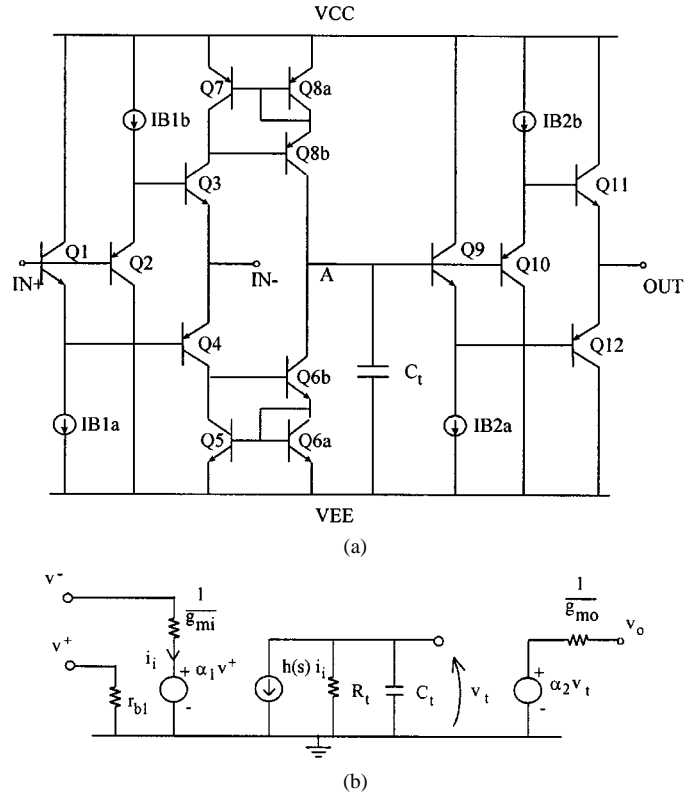 VCC
Q7
Q8a
IB1b
IB2b
Q8b
Q3
Q11
Q1
Q2
Q9
Q10
IN+
IN-
A
OUT
Q4
Q12
Q6b
Ct
IB1a
Q5
Q6a
IB2a
VEE
(a)
v-
1/gmi
1/gmo
vo
v+
ii
+ α1v+
-
h(s) ii
Rt
Ct
vt
+
α2vt
-
rb1
(b)